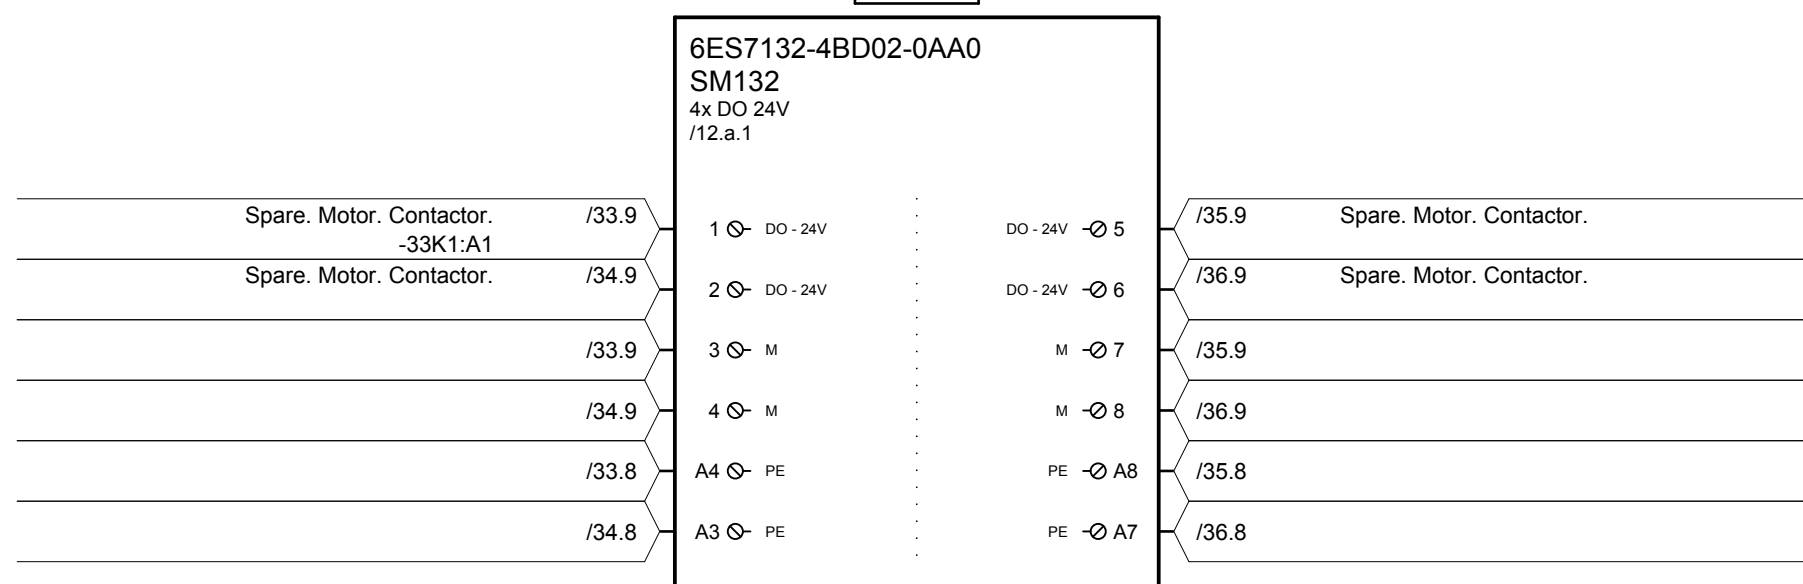 6ES7132-4BD02-0AA0
SM132
4x DO 24V
/12.a.1
Spare. Motor. Contactor. /33.9 1 DO - 24V DO - 24V 5 /35.9 Spare. Motor. Contactor.
-33K1:A1
Spare. Motor. Contactor. /34.9 2 DO - 24V DO - 24V 6 /36.9 Spare. Motor. Contactor.
/33.9 3 M M 7 /35.9
/34.9 4 M M 8 /36.9
/33.8 A4 PE PE A8 /35.8
/34.8 A3 PE PE A7 /36.8